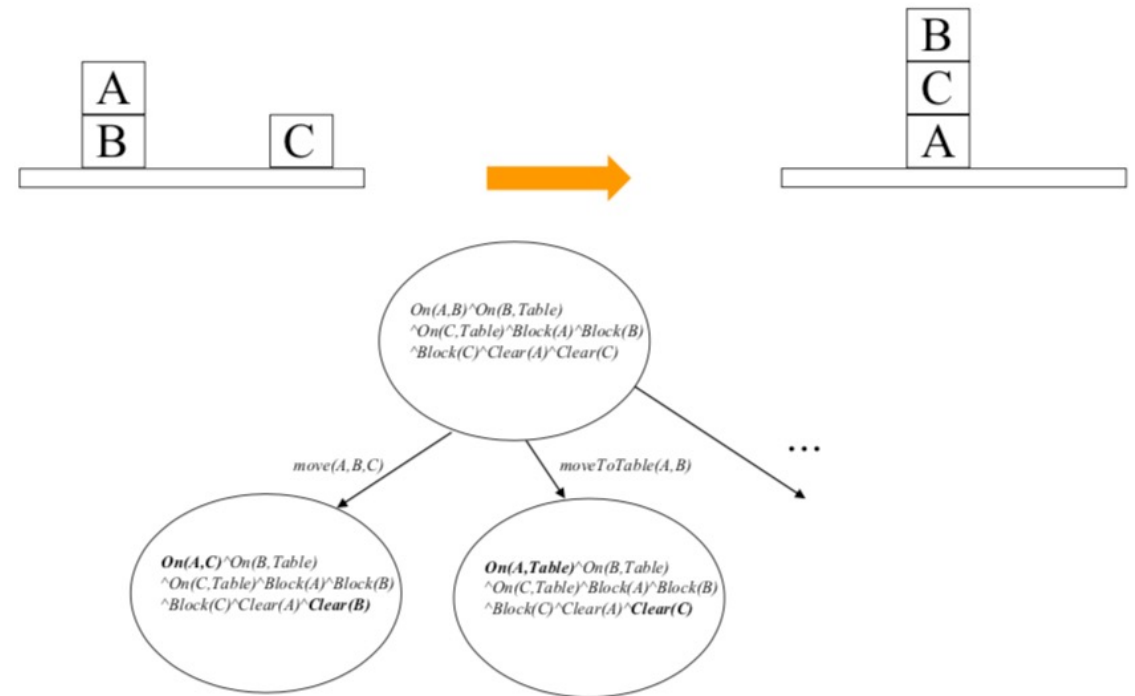 A
B
C
B
C
A
On(A,B)^On(B,Table)
^On(C,Table)^Block(A)^Block(B)
^Block(C)^Clear(A)^Clear(C)
...
move(A,B,C)
moveToTable(A,B)
On(A,C)^On(B,Table)
^On(C,Table)^Block(A)^Block(B)
^Block(C)^Clear(A)^Clear(B)
On(A,Table)^On(B,Table)
^On(C,Table)^Block(A)^Block(B)
^Block(C)^Clear(A)^Clear(C)